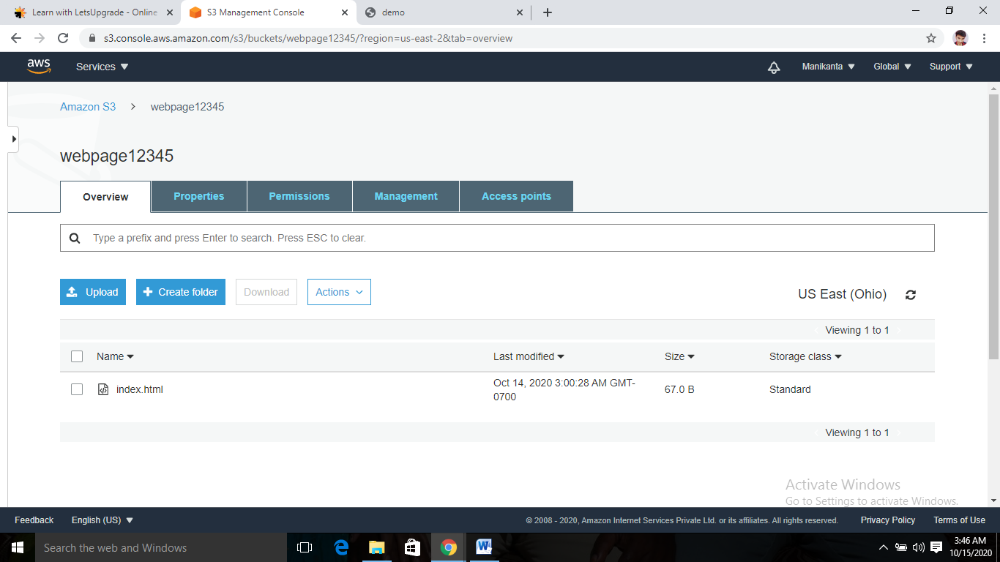 Learn with LetsUpgrade - Online
S3 Management Console
demo
s3.console.aws.amazon.com/s3/buckets/webpage12345/?region=us-east-2&tab=overview
aws
Services
Manikanta
Global
Support
Amazon S3 > webpage12345
webpage12345
Overview
Properties
Permissions
Management
Access points
Type a prefix and press Enter to search. Press ESC to clear.
Upload
Create folder
Download
Actions
US East (Ohio)
Viewing 1 to 1
Name
Last modified
Size
Storage class
index.html
Oct 14, 2020 3:00:28 AM GMT-
0700
67.0 B
Standard
Viewing 1 to 1
Activate Windows
Go to Settings to activate Windows.
Feedback
English (US)
© 2008 - 2020, Amazon Internet Services Private Ltd. or its affiliates. All rights reserved.
Privacy Policy
Terms of Use
Search the web and Windows
3:46 AM
10/15/2020